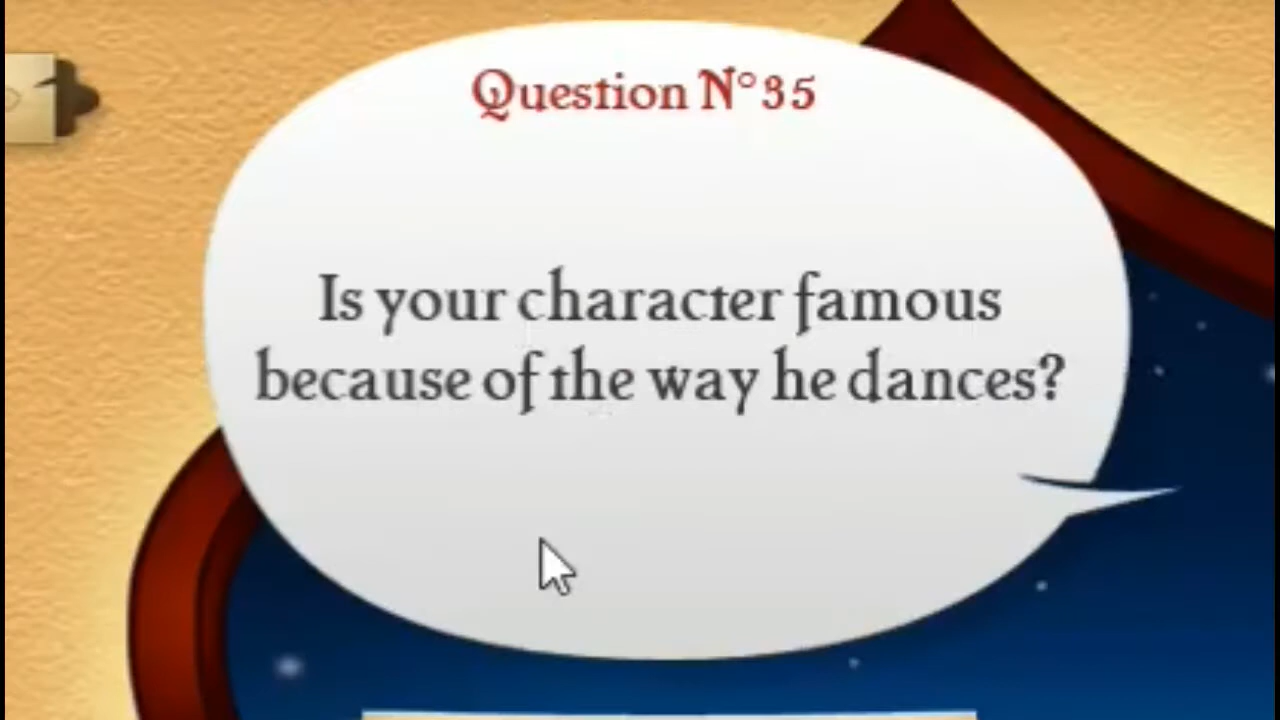 Question N°35
Is your character famous
because of the way he dances?